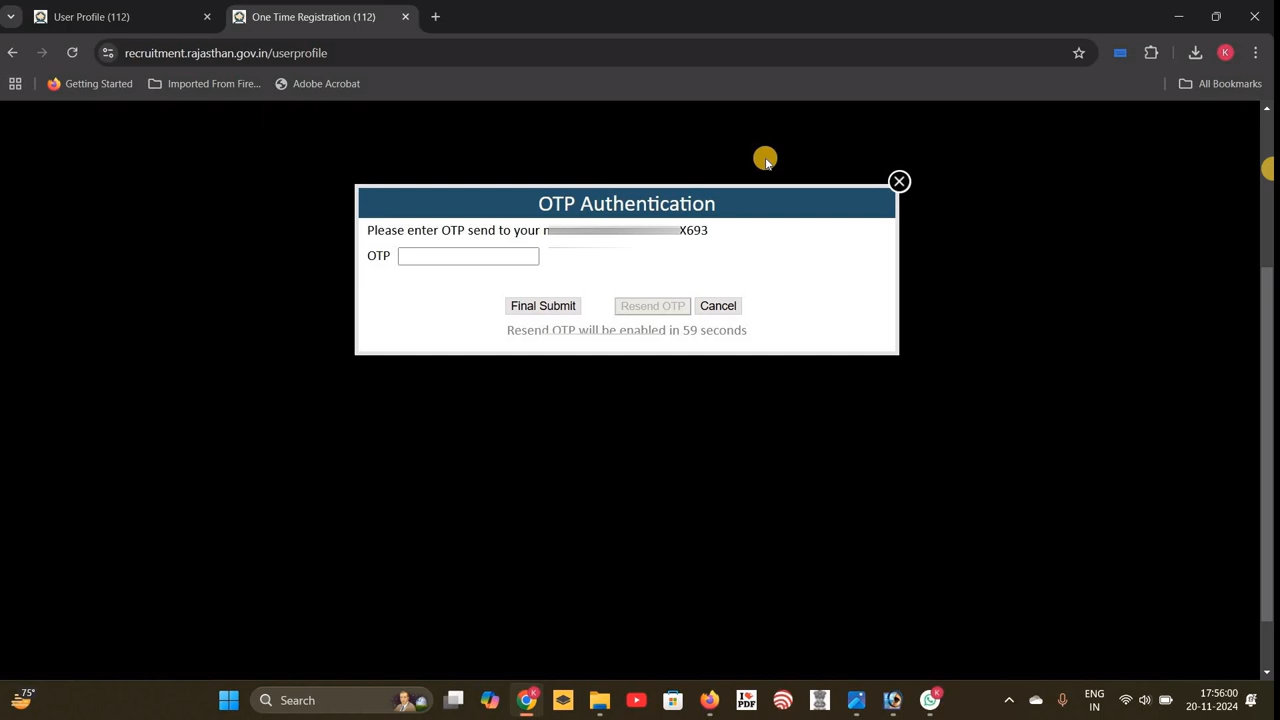 User Profile (112)
One Time Registration (112)
recruitment.rajasthan.gov.in/userprofile
K
Getting Started
Imported From Fire...
Adobe Acrobat
All Bookmarks
OTP Authentication
Please enter OTP send to your X693
OTP
Final Submit
Resend OTP
Cancel
Resend OTP will be enabled in 59 seconds
75°
Search
K
I PDF
K
ENG
IN
17:56:00
20-11-2024